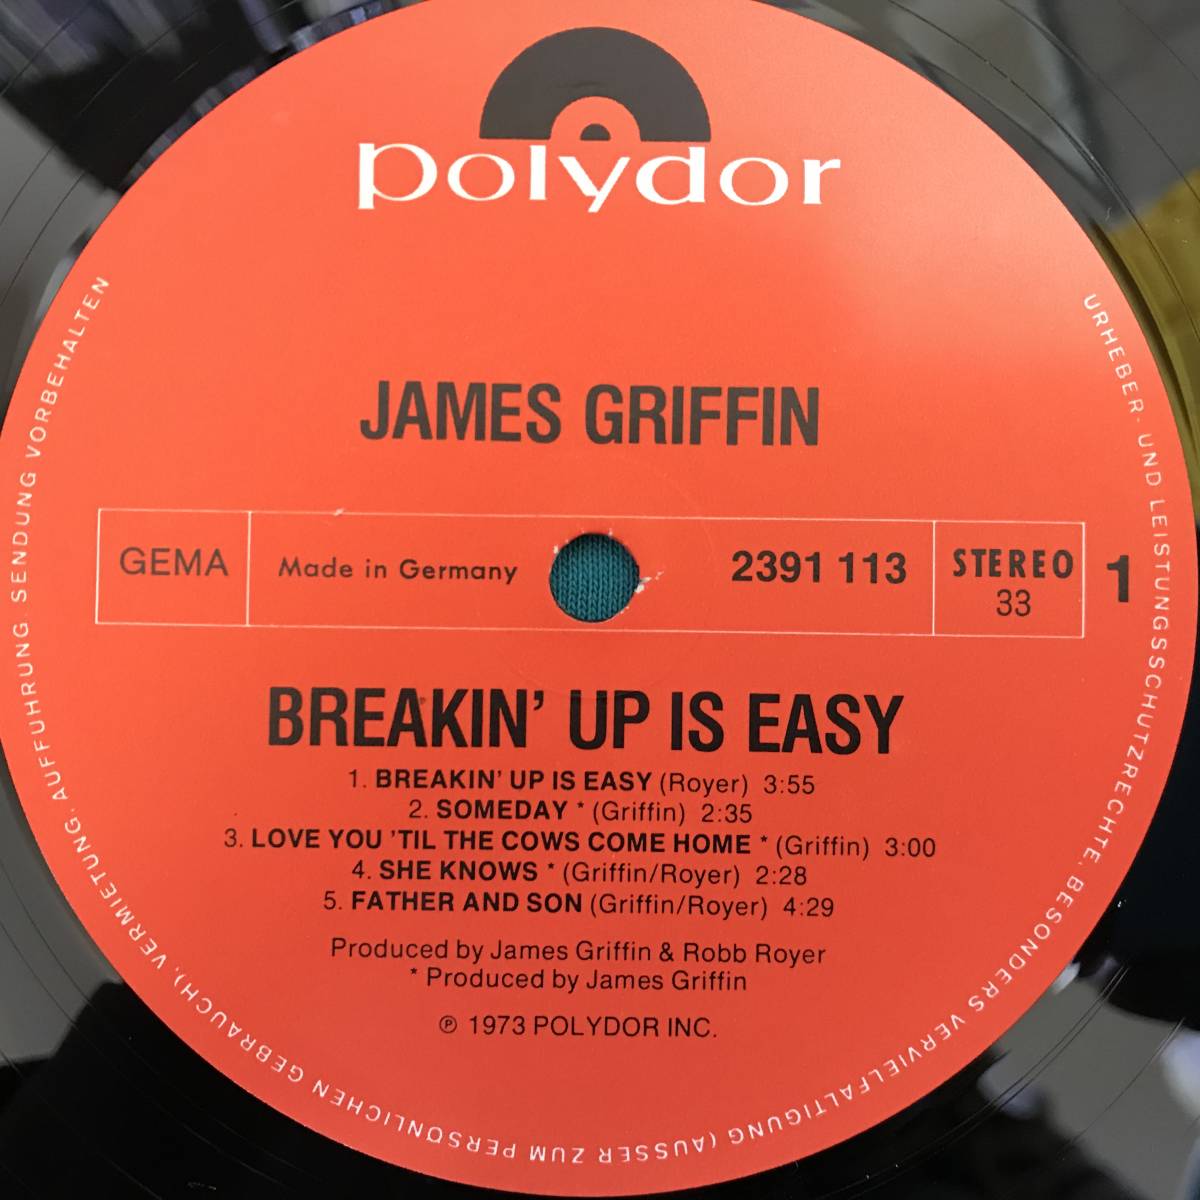 polydor
JAMES GRIFFIN
GEMA
Made in Germany
2391 113
STEREO
33
1
BREAKIN' UP IS EASY
1. BREAKIN' UP IS EASY (Royer) 3:55
2. SOMEDAY * (Griffin) 2:35
3. LOVE YOU 'TIL THE COWS COME HOME * (Griffin) 3:00
4. SHE KNOWS * (Griffin/Royer) 2:28
5. FATHER AND SON (Griffin/Royer) 4:29
Produced by James Griffin & Robb Royer
* Produced by James Griffin
℗ 1973 POLYDOR INC.
URHEBER- UND LEISTUNGSSCHUTZRECHTE, BESONDERS VERVIELFALTIGUNG (AUSSER ZUM PERSONLICHEN GEBRAUCH), VERMIETUNG, AUFFUHRUNG SENDUNG VORBEHALTEN